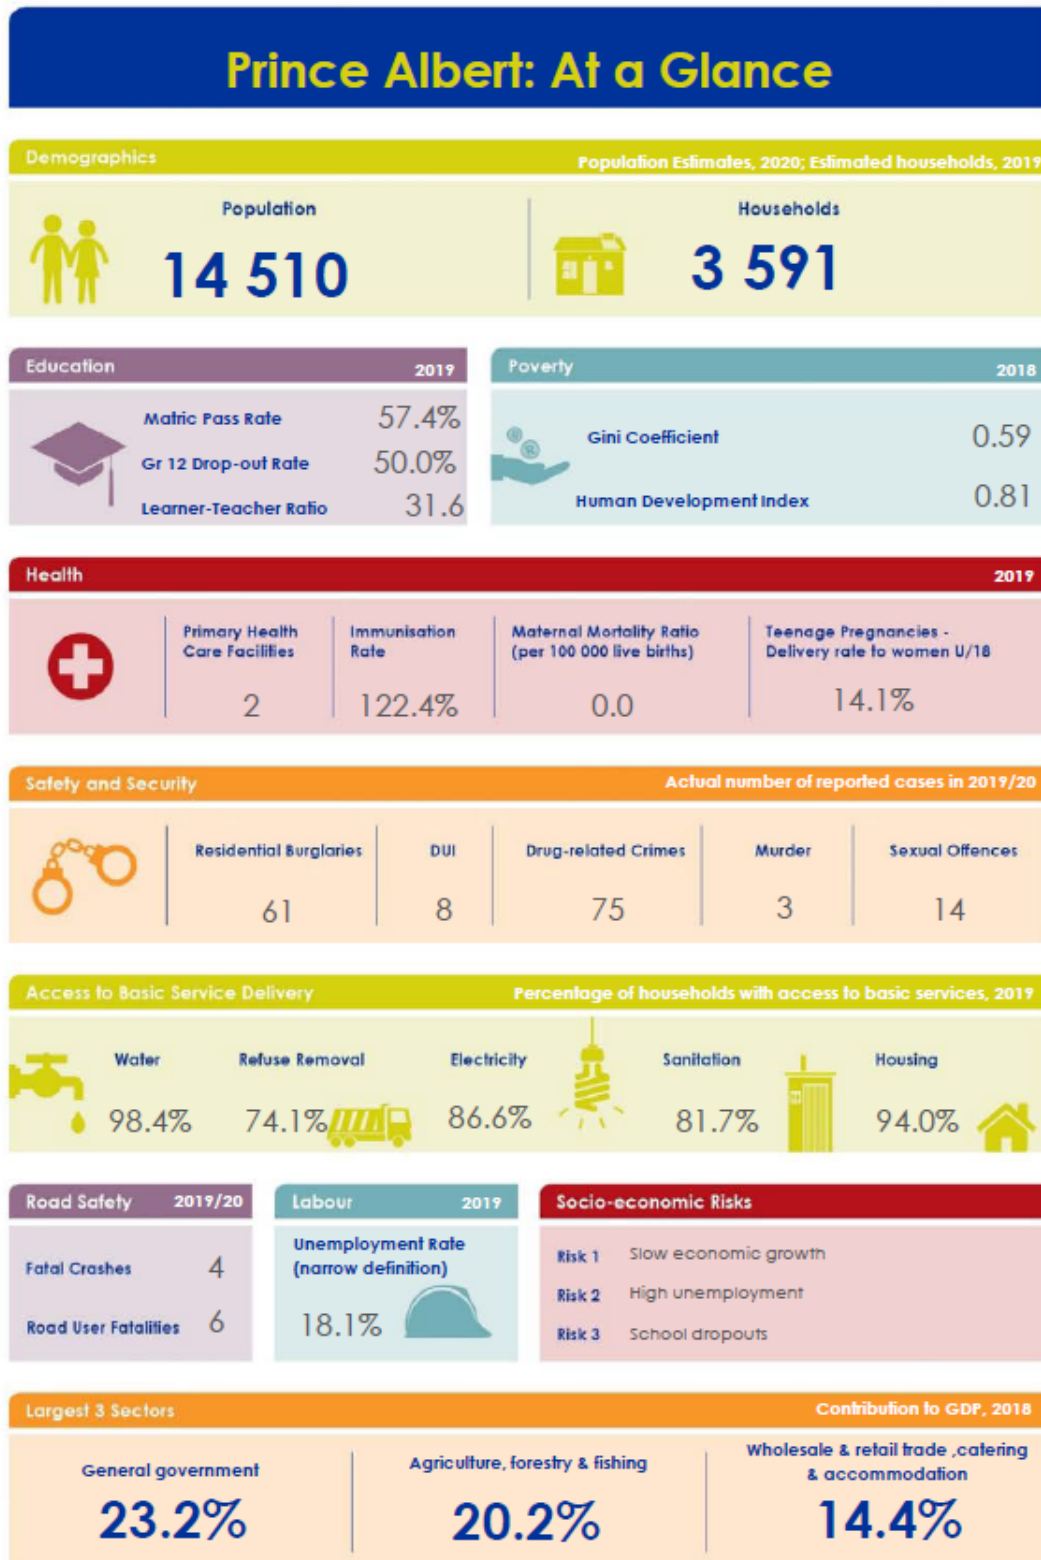 Prince Albert: At a Glance
Demographics
Population Estimates, 2020; Estimated households, 2019
Population
Households
14 510
3 591
Education 2019
Matric Pass Rate 57.4%
Gr 12 Drop-out Rate 50.0%
Learner-Teacher Ratio 31.6
Poverty 2018
Gini Coefficient 0.59
Human Development Index 0.81
Health 2019
Primary Health
Care Facilities
2
Immunisation
Rate
122.4%
Maternal Mortality Ratio
(per 100 000 live births)
0.0
Teenage Pregnancies -
Delivery rate to women U/18
14.1%
Safety and Security
Actual number of reported cases in 2019/20
Residential Burglaries
61
DUI
8
Drug-related Crimes
75
Murder
3
Sexual Offences
14
Access to Basic Service Delivery
Percentage of households with access to basic services, 2019
Water
98.4%
Refuse Removal
74.1%
Electricity
86.6%
Sanitation
81.7%
Housing
94.0%
Road Safety 2019/20
Fatal Crashes 4
Road User Fatalities 6
Labour 2019
Unemployment Rate
(narrow definition)
18.1%
Socio-economic Risks
Risk 1 Slow economic growth
Risk 2 High unemployment
Risk 3 School dropouts
Largest 3 Sectors
Contribution to GDP, 2018
General government
23.2%
Agriculture, forestry & fishing
20.2%
Wholesale & retail trade ,catering
& accommodation
14.4%